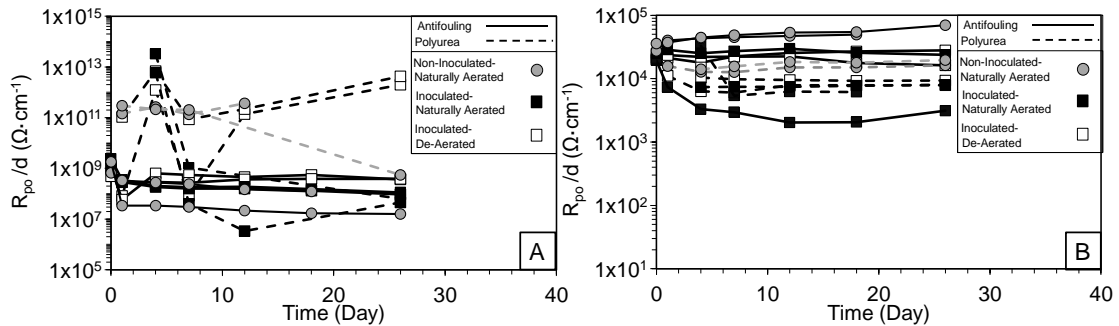 1x10^15
1x10^13
1x10^11
1x10^9
1x10^7
1x10^5
R_po/d (Ω·cm^-1)
0 10 20 30 40
Time (Day)
Antifouling
Polyurea
Non-Inoculated-
Naturally Aerated
Inoculated-
Naturally Aerated
Inoculated-
De-Aerated
A
1x10^5
1x10^4
1x10^3
1x10^2
1x10^1
R_po/d (Ω·cm^-1)
0 10 20 30 40
Time (Day)
Antifouling
Polyurea
Non-Inoculated-
Naturally Aerated
Inoculated-
Naturally Aerated
Inoculated-
De-Aerated
B